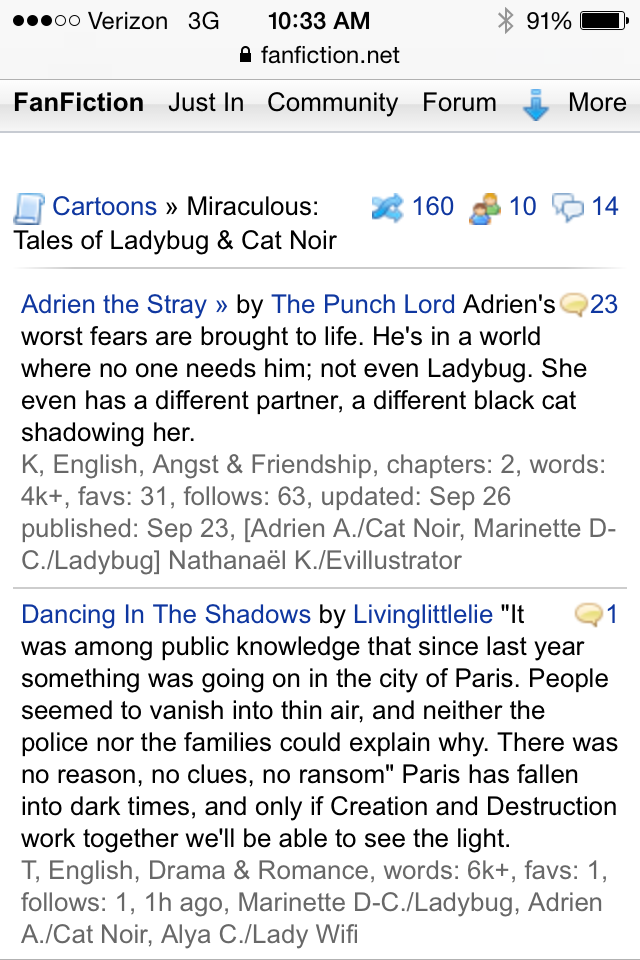 Verizon 3G 10:33 AM 91%
fanfiction.net
FanFiction Just In Community Forum More
Cartoons » Miraculous: 160 10 14
Tales of Ladybug & Cat Noir
Adrien the Stray » by The Punch Lord Adrien's 23
worst fears are brought to life. He's in a world
where no one needs him; not even Ladybug. She
even has a different partner, a different black cat
shadowing her.
K, English, Angst & Friendship, chapters: 2, words:
4k+, favs: 31, follows: 63, updated: Sep 26
published: Sep 23, [Adrien A./Cat Noir, Marinette D-
C./Ladybug] Nathanaël K./Evillustrator
Dancing In The Shadows by Livinglittlelie "It 1
was among public knowledge that since last year
something was going on in the city of Paris. People
seemed to vanish into thin air, and neither the
police nor the families could explain why. There was
no reason, no clues, no ransom" Paris has fallen
into dark times, and only if Creation and Destruction
work together we'll be able to see the light.
T, English, Drama & Romance, words: 6k+, favs: 1,
follows: 1, 1h ago, Marinette D-C./Ladybug, Adrien
A./Cat Noir, Alya C./Lady Wifi